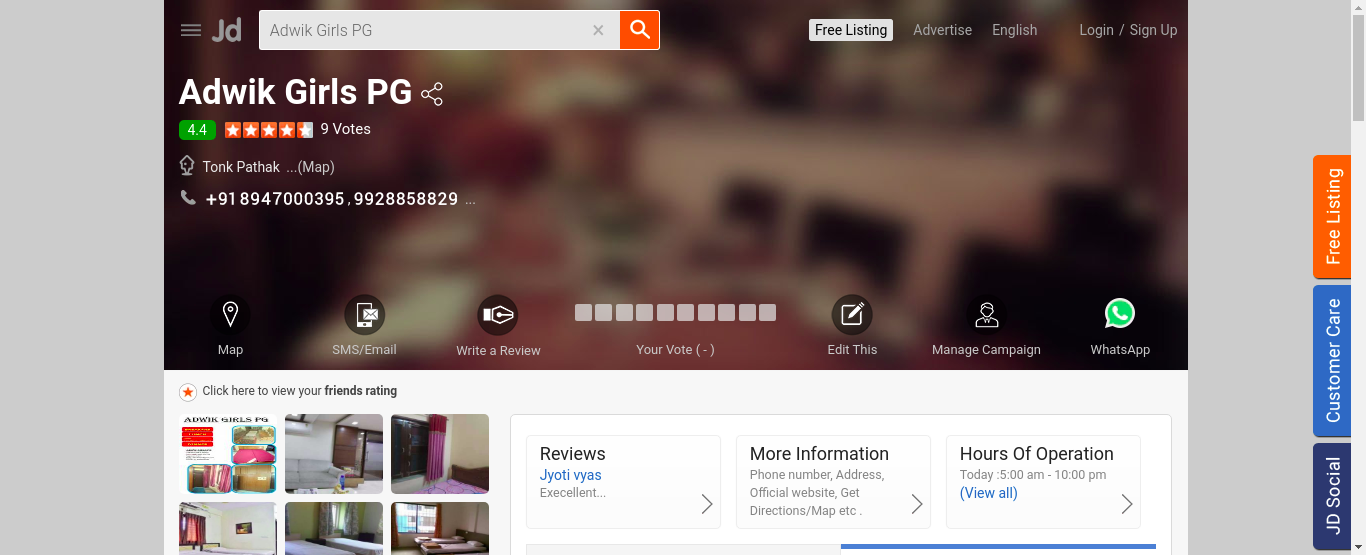 Jd
Adwik Girls PG ×
Free Listing Advertise English Login / Sign Up
Adwik Girls PG
4.4 9 Votes
Tonk Pathak ...(Map)
+918947000395,9928858829 ...
Map SMS/Email Write a Review Your Vote ( - ) Edit This Manage Campaign WhatsApp
Click here to view your friends rating
ADWIK GIRLS PG
Reviews
Jyoti vyas
Execellent...
More Information
Phone number, Address,
Official website, Get
Directions/Map etc .
Hours Of Operation
Today :5:00 am - 10:00 pm
(View all)
Free Listing
Customer Care
JD Social